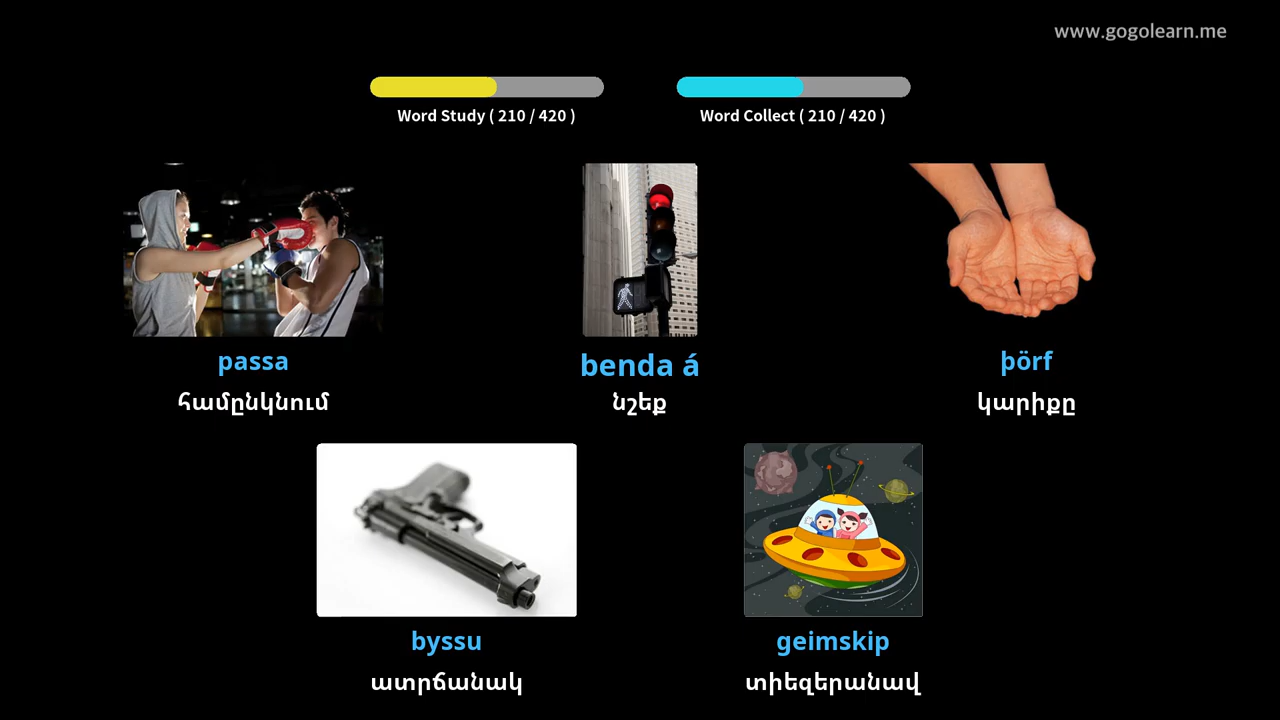 www.gogolearn.me
Word Study ( 210 / 420 )
Word Collect ( 210 / 420 )
passa
համընկնում
benda á
նշեք
þörf
կարիքը
byssu
ատրճանակ
geimskip
տիեզերանավ